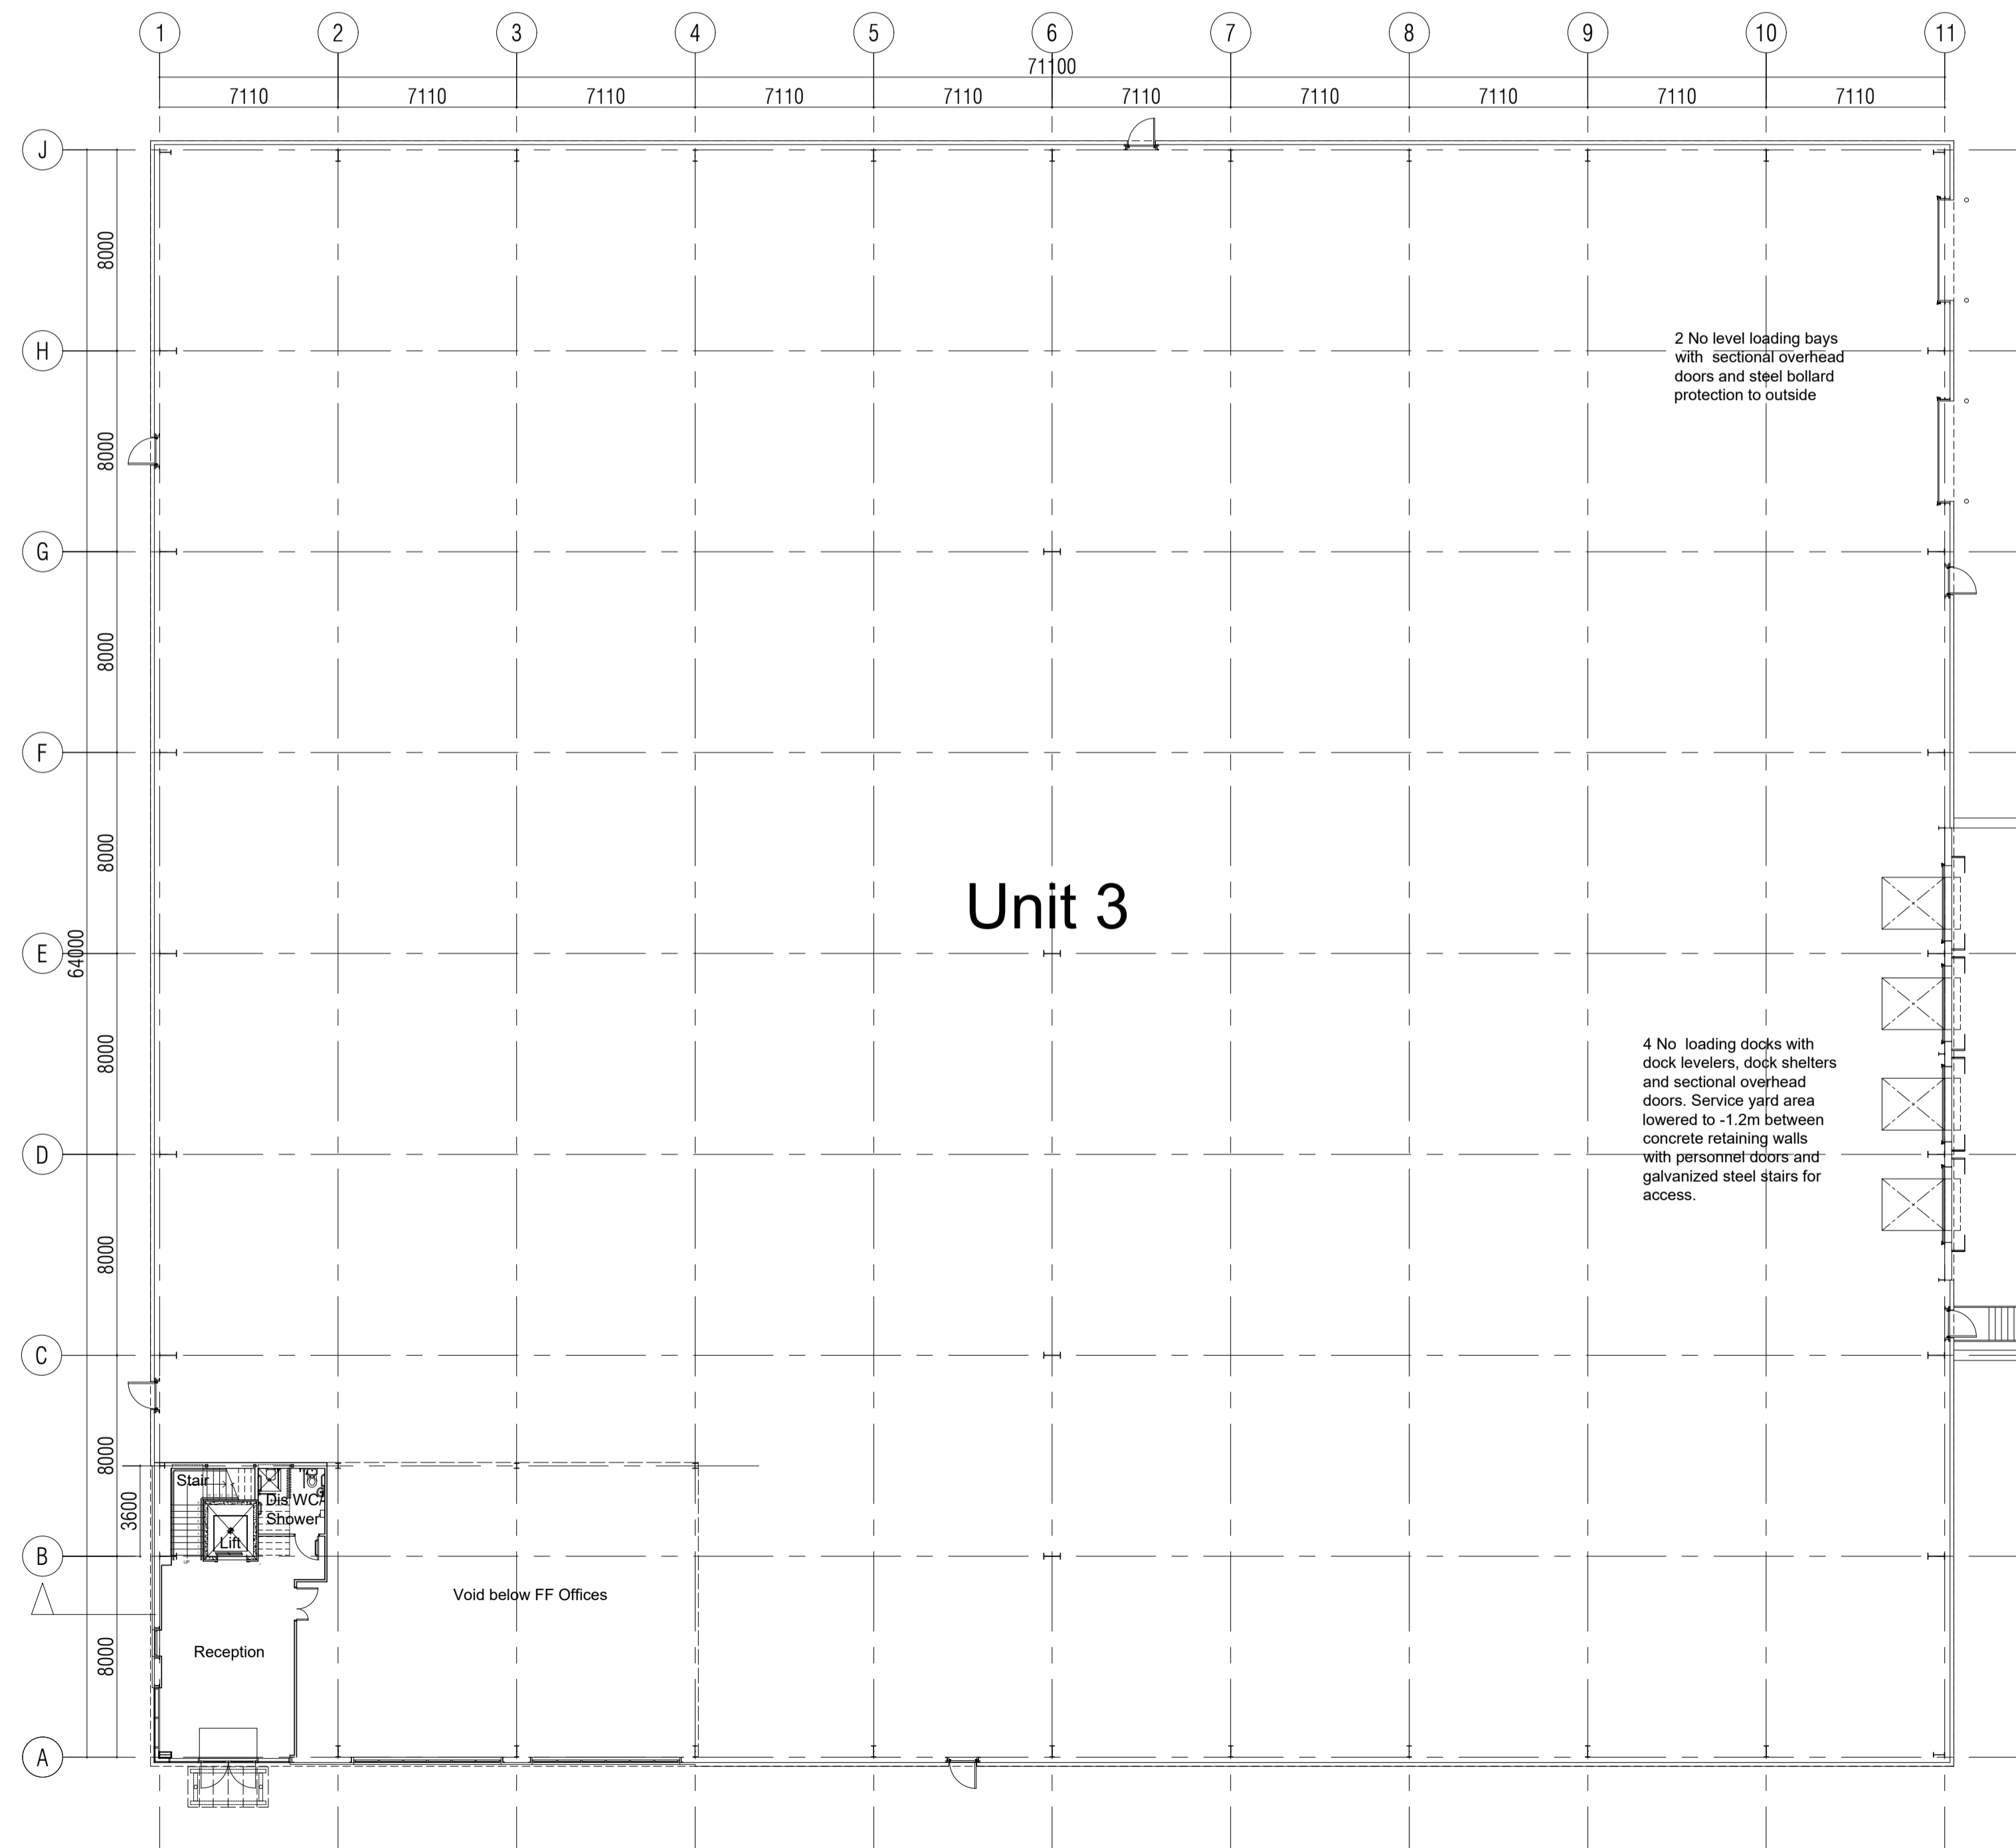 1 2 3 4 5 6 7 8 9 10 11
71100
7110 7110 7110 7110 7110 7110 7110 7110 7110 7110
J
8000
H
2 No level loading bays
with sectional overhead
doors and steel bollard
protection to outside
8000
G
8000
F
8000
Unit 3
E
64000
4 No loading docks with
dock levelers, dock shelters
and sectional overhead
doors. Service yard area
lowered to -1.2m between
concrete retaining walls
with personnel doors and
galvanized steel stairs for
access.
8000
D
8000
C
8000
3600
Stair
Dis WC/
Shower
Lift
UP
B
Void below FF Offices
Reception
8000
A